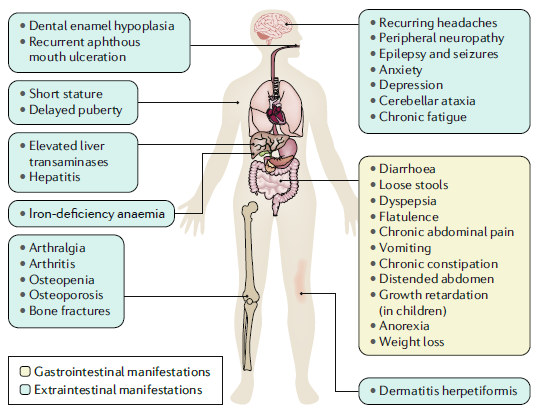 • Dental enamel hypoplasia
• Recurrent aphthous
mouth ulceration
• Short stature
• Delayed puberty
• Elevated liver
transaminases
• Hepatitis
• Iron-deficiency anaemia
• Arthralgia
• Arthritis
• Osteopenia
• Osteoporosis
• Bone fractures
Gastrointestinal manifestations
Extraintestinal manifestations
• Recurring headaches
• Peripheral neuropathy
• Epilepsy and seizures
• Anxiety
• Depression
• Cerebellar ataxia
• Chronic fatigue
• Diarrhoea
• Loose stools
• Dyspepsia
• Flatulence
• Chronic abdominal pain
• Vomiting
• Chronic constipation
• Distended abdomen
• Growth retardation
(in children)
• Anorexia
• Weight loss
• Dermatitis herpetiformis